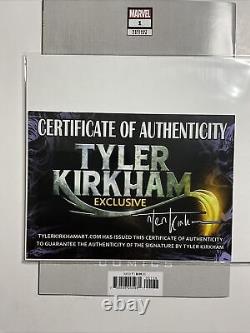 MARVEL
1
CERTIFICATE OF AUTHENTICITY
TYLER
KIRKHAM
EXCLUSIVE
TYLERKIRKHAMART.COM HAS ISSUED THIS CERTIFICATE OF AUTHENTICITY
TO GUARANTEE THE AUTHENTICITY OF THE SIGNATURE BY TYLER KIRKHAM
COMICS